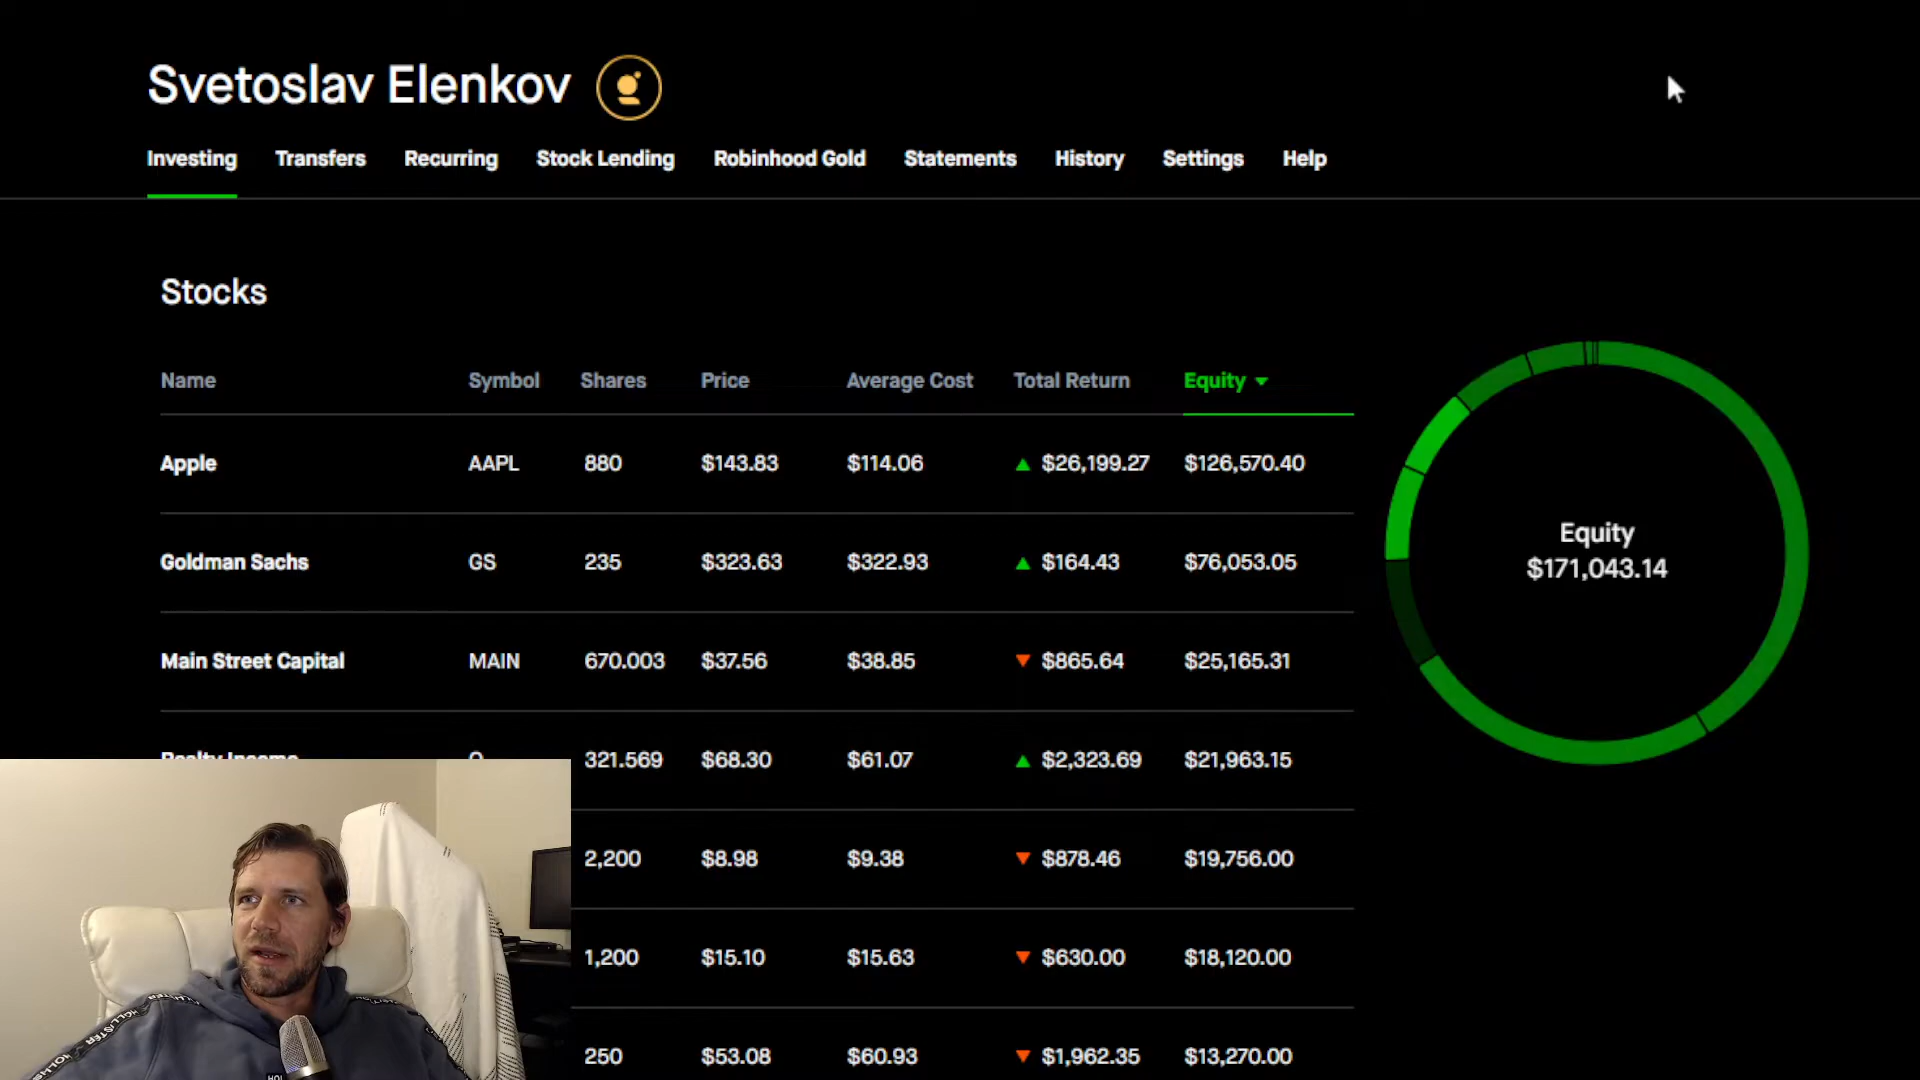 Svetoslav Elenkov
Investing Transfers Recurring Stock Lending Robinhood Gold Statements History Settings Help
Stocks
Name Symbol Shares Price Average Cost Total Return Equity
Apple AAPL 880 $143.83 $114.06 $26,199.27 $126,570.40
Goldman Sachs GS 235 $323.63 $322.93 $164.43 $76,053.05
Main Street Capital MAIN 670.003 $37.56 $38.85 $865.64 $25,165.31
Realty Income O 321.569 $68.30 $61.07 $2,323.69 $21,963.15
2,200 $8.98 $9.38 $878.46 $19,756.00
1,200 $15.10 $15.63 $630.00 $18,120.00
250 $53.08 $60.93 $1,962.35 $13,270.00
Equity
$171,043.14
HOLLISTER